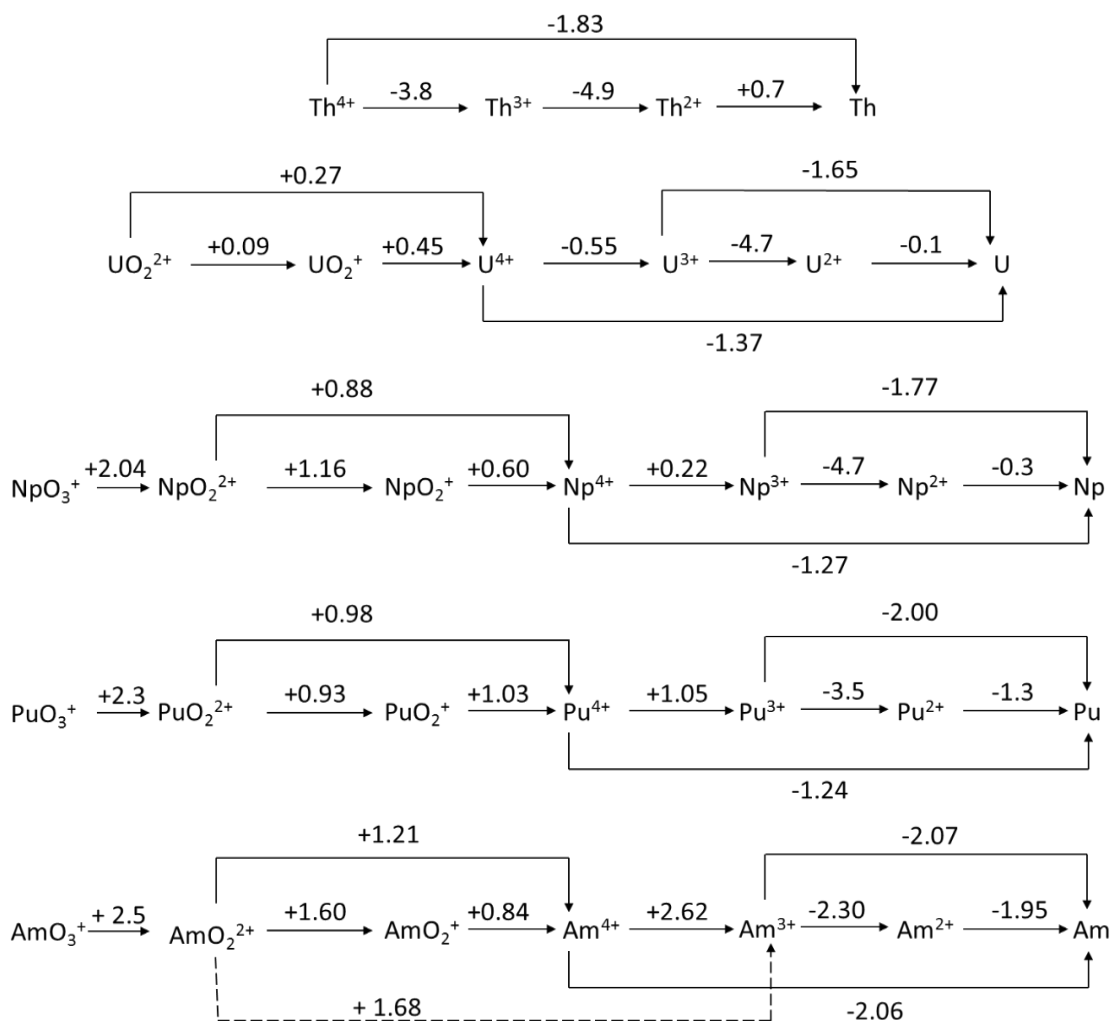 -1.83
Th⁴⁺ -3.8 Th³⁺ -4.9 Th²⁺ +0.7 Th
+0.27 -1.65
UO₂²⁺ +0.09 UO₂⁺ +0.45 U⁴⁺ -0.55 U³⁺ -4.7 U²⁺ -0.1 U
-1.37
+0.88 -1.77
NpO₃⁺ +2.04 NpO₂²⁺ +1.16 NpO₂⁺ +0.60 Np⁴⁺ +0.22 Np³⁺ -4.7 Np²⁺ -0.3 Np
-1.27
+0.98 -2.00
PuO₃⁺ +2.3 PuO₂²⁺ +0.93 PuO₂⁺ +1.03 Pu⁴⁺ +1.05 Pu³⁺ -3.5 Pu²⁺ -1.3 Pu
-1.24
+1.21 -2.07
AmO₃⁺ + 2.5 AmO₂²⁺ +1.60 AmO₂⁺ +0.84 Am⁴⁺ +2.62 Am³⁺ -2.30 Am²⁺ -1.95 Am
+ 1.68 -2.06